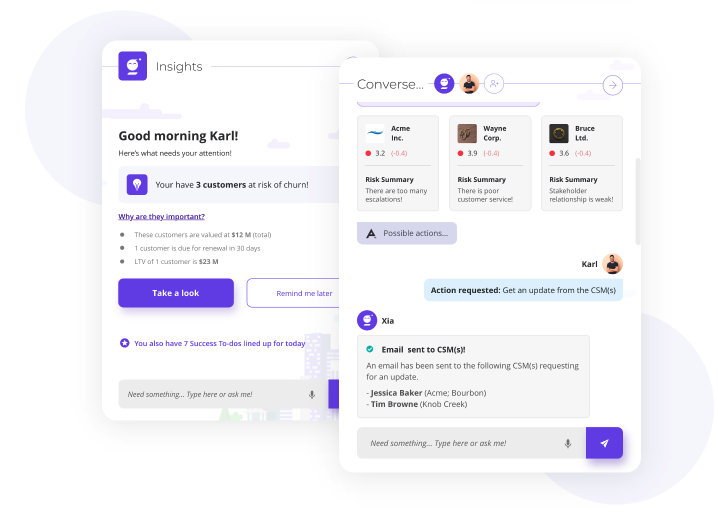 Insights
Good morning Karl!
Here's what needs your attention!
Your have 3 customers at risk of churn!
Why are they important?
These customers are valued at $12 M (total)
1 customer is due for renewal in 30 days
LTV of 1 customer is $23 M
Take a look
Remind me later
You also have 7 Success To-dos lined up for today
Need something... Type here or ask me!
Converse...
Acme
Inc.
3.2 (-0.4)
Risk Summary
There are too many
escalations!
Wayne
Corp.
3.9 (-0.4)
Risk Summary
There is poor
customer service!
Bruce
Ltd.
3.6 (-0.4)
Risk Summary
Stakeholder
relationship is weak!
Possible actions...
Karl
Action requested: Get an update from the CSM(s)
Xia
Email sent to CSM(s)!
An email has been sent to the following CSM(s) requesting
for an update.
- Jessica Baker (Acme; Bourbon)
- Tim Browne (Knob Creek)
Need something... Type here or ask me!